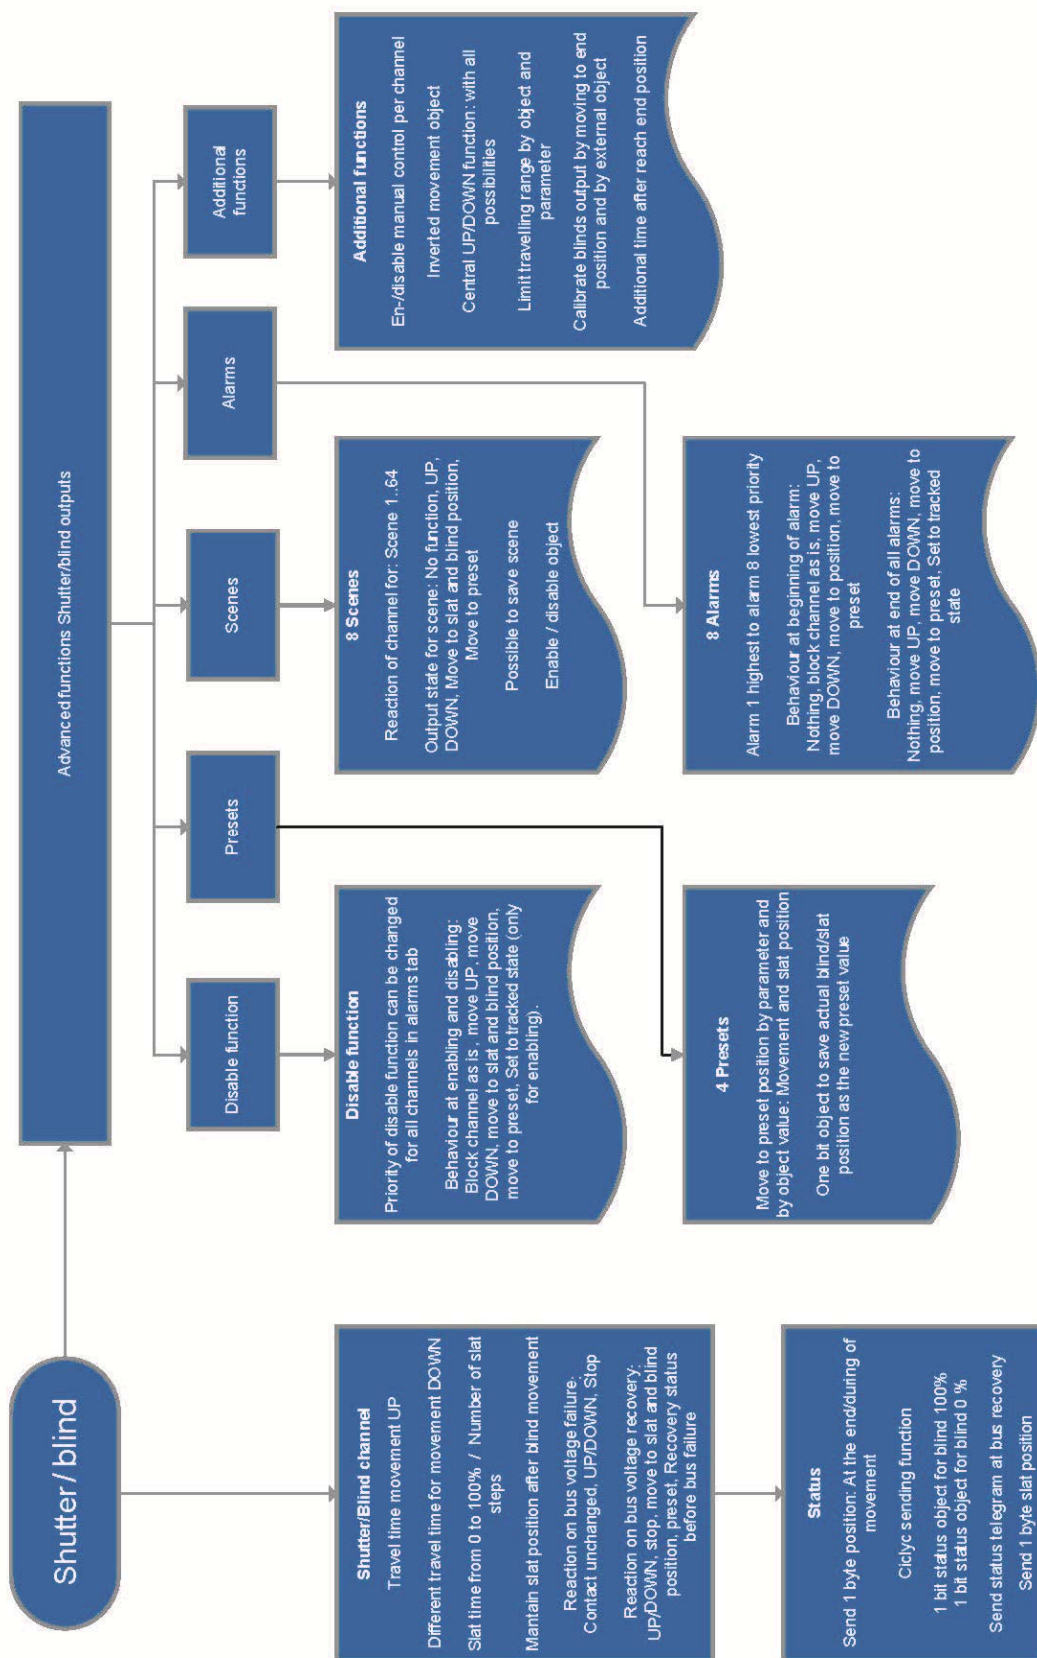 Shutter / blind
Advanced functions Shutter/blind outputs
Disable function
Presets
Scenes
Alarms
Additional
functions
Shutter/Blind channel
Travel time movement UP
Different travel time for movement DOWN
Slat time from 0 to 100% / Number of slat
steps
Mantain slat position after blind movement
Reaction on bus voltage failure:
Contact unchanged, UP/DOWN, Stop
Reaction on bus voltage recovery:
UP/DOWN, stop, move to slat and blind
position, preset, Recovery status
before bus failure
Status
Send 1 byte position: At the end/during of
movement
Ciclyc sending function
1 bit status object for blind 100%
1 bit status object for blind 0 %
Send status telegram at bus recovery
Send 1 byte slat position
Disable function
Priority of disable function can be changed
for all channels in alarms tab
Behaviour at enabling and disabling:
Block channel as is , move UP, move
DOWN, move to slat and blind position,
move to preset, Set to tracked state (only
for enabling).
4 Presets
Move to preset position by parameter and
by object value: Movement and slat position
One bit object to save actual blind/slat
position as the new preset value
8 Scenes
Reaction of channel for: Scene 1..64
Output state for scene: No function, UP,
DOWN, Move to slat and blind position,
Move to preset
Possible to save scene
Enable / disable object
8 Alarms
Alarm 1 highest to alarm 8 lowest priority
Behaviour at beginning of alarm:
Nothing, block channel as is, move UP,
move DOWN, move to position, move to
preset
Behaviour at end of all alarms:
Nothing, move UP, move DOWN, move to
position, move to preset, Set to tracked
state
Additional functions
En-/disable manual control per channel
Inverted movement object
Central UP/DOWN function: with all
possibilities
Limit travelling range by object and
parameter
Calibrate blinds output by moving to end
position and by external object
Additional time after reach end position